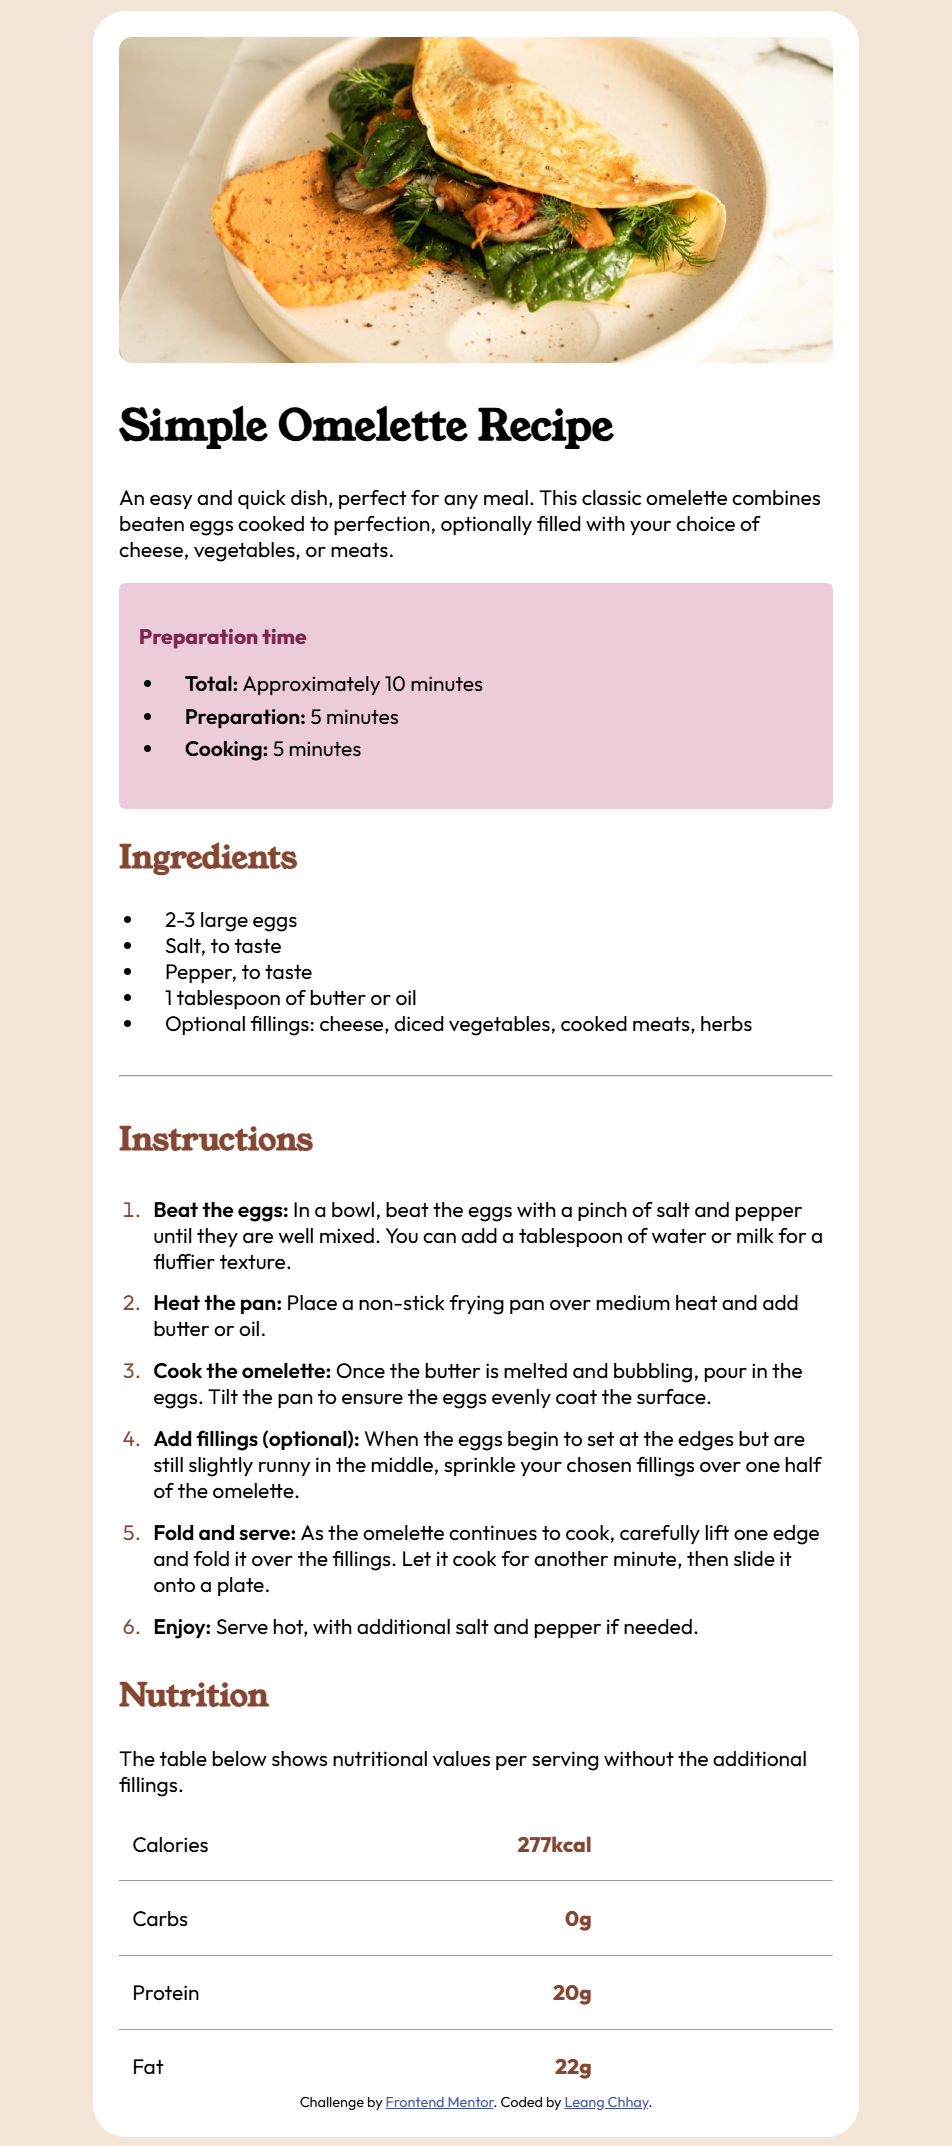 Simple Omelette Recipe
An easy and quick dish, perfect for any meal. This classic omelette combines
beaten eggs cooked to perfection, optionally filled with your choice of
cheese, vegetables, or meats.
Preparation time
• Total: Approximately 10 minutes
• Preparation: 5 minutes
• Cooking: 5 minutes
Ingredients
• 2-3 large eggs
• Salt, to taste
• Pepper, to taste
• 1 tablespoon of butter or oil
• Optional fillings: cheese, diced vegetables, cooked meats, herbs
Instructions
1. Beat the eggs: In a bowl, beat the eggs with a pinch of salt and pepper
until they are well mixed. You can add a tablespoon of water or milk for a
fluffier texture.
2. Heat the pan: Place a non-stick frying pan over medium heat and add
butter or oil.
3. Cook the omelette: Once the butter is melted and bubbling, pour in the
eggs. Tilt the pan to ensure the eggs evenly coat the surface.
4. Add fillings (optional): When the eggs begin to set at the edges but are
still slightly runny in the middle, sprinkle your chosen fillings over one half
of the omelette.
5. Fold and serve: As the omelette continues to cook, carefully lift one edge
and fold it over the fillings. Let it cook for another minute, then slide it
onto a plate.
6. Enjoy: Serve hot, with additional salt and pepper if needed.
Nutrition
The table below shows nutritional values per serving without the additional
fillings.
Calories 277kcal
Carbs 0g
Protein 20g
Fat 22g
Challenge by Frontend Mentor. Coded by Leang Chhay.